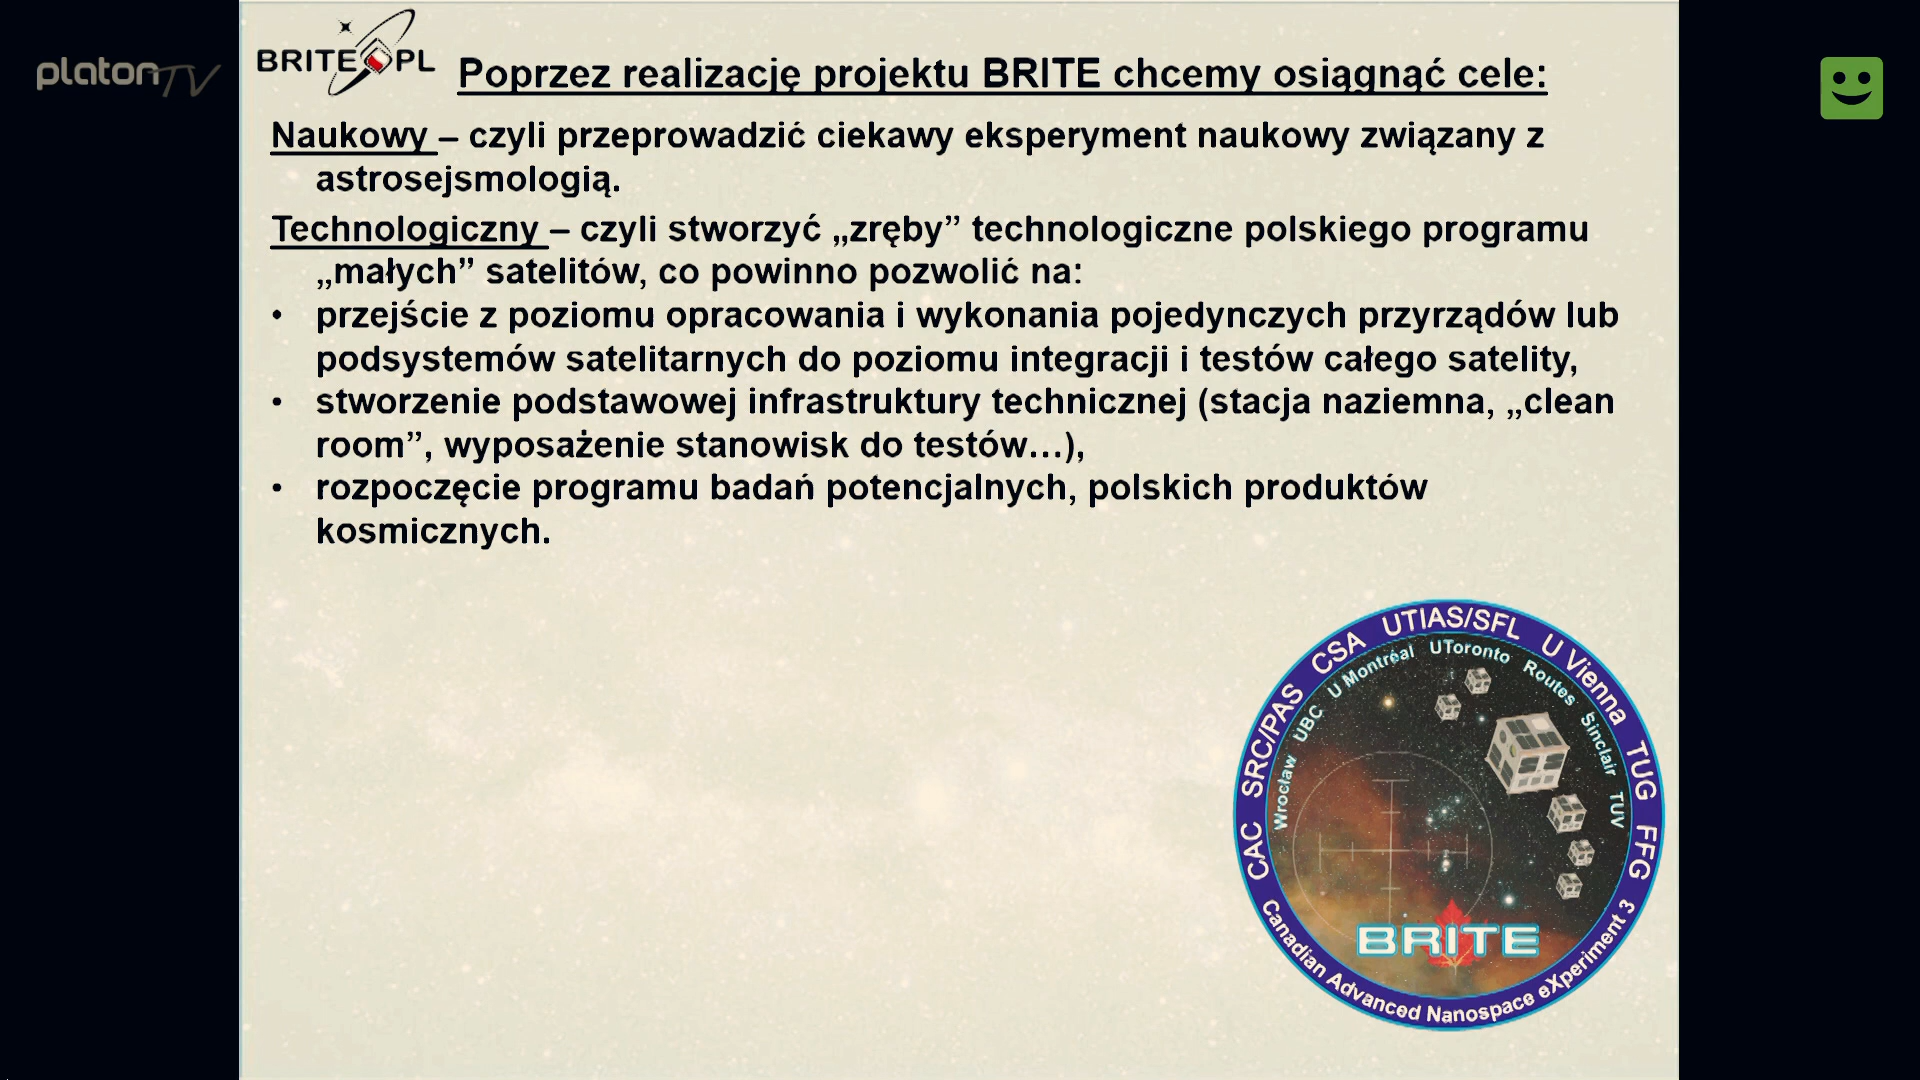 platonTV
BRITE PL
Poprzez realizację projektu BRITE chcemy osiągnąć cele:
Naukowy – czyli przeprowadzić ciekawy eksperyment naukowy związany z
astrosejsmologią.
Technologiczny – czyli stworzyć „zręby” technologiczne polskiego programu
„małych” satelitów, co powinno pozwolić na:
• przejście z poziomu opracowania i wykonania pojedynczych przyrządów lub
podsystemów satelitarnych do poziomu integracji i testów całego satelity,
• stworzenie podstawowej infrastruktury technicznej (stacja naziemna, „clean
room”, wyposażenie stanowisk do testów…),
• rozpoczęcie programu badań potencjalnych, polskich produktów
kosmicznych.
CAC SRC/PAS CSA UTIAS/SFL U Vienna TUG FFG
Wrocław UBC U Montréal UToronto Routes Sinclair TUV
BRITE
Canadian Advanced Nanospace eXperiment 3